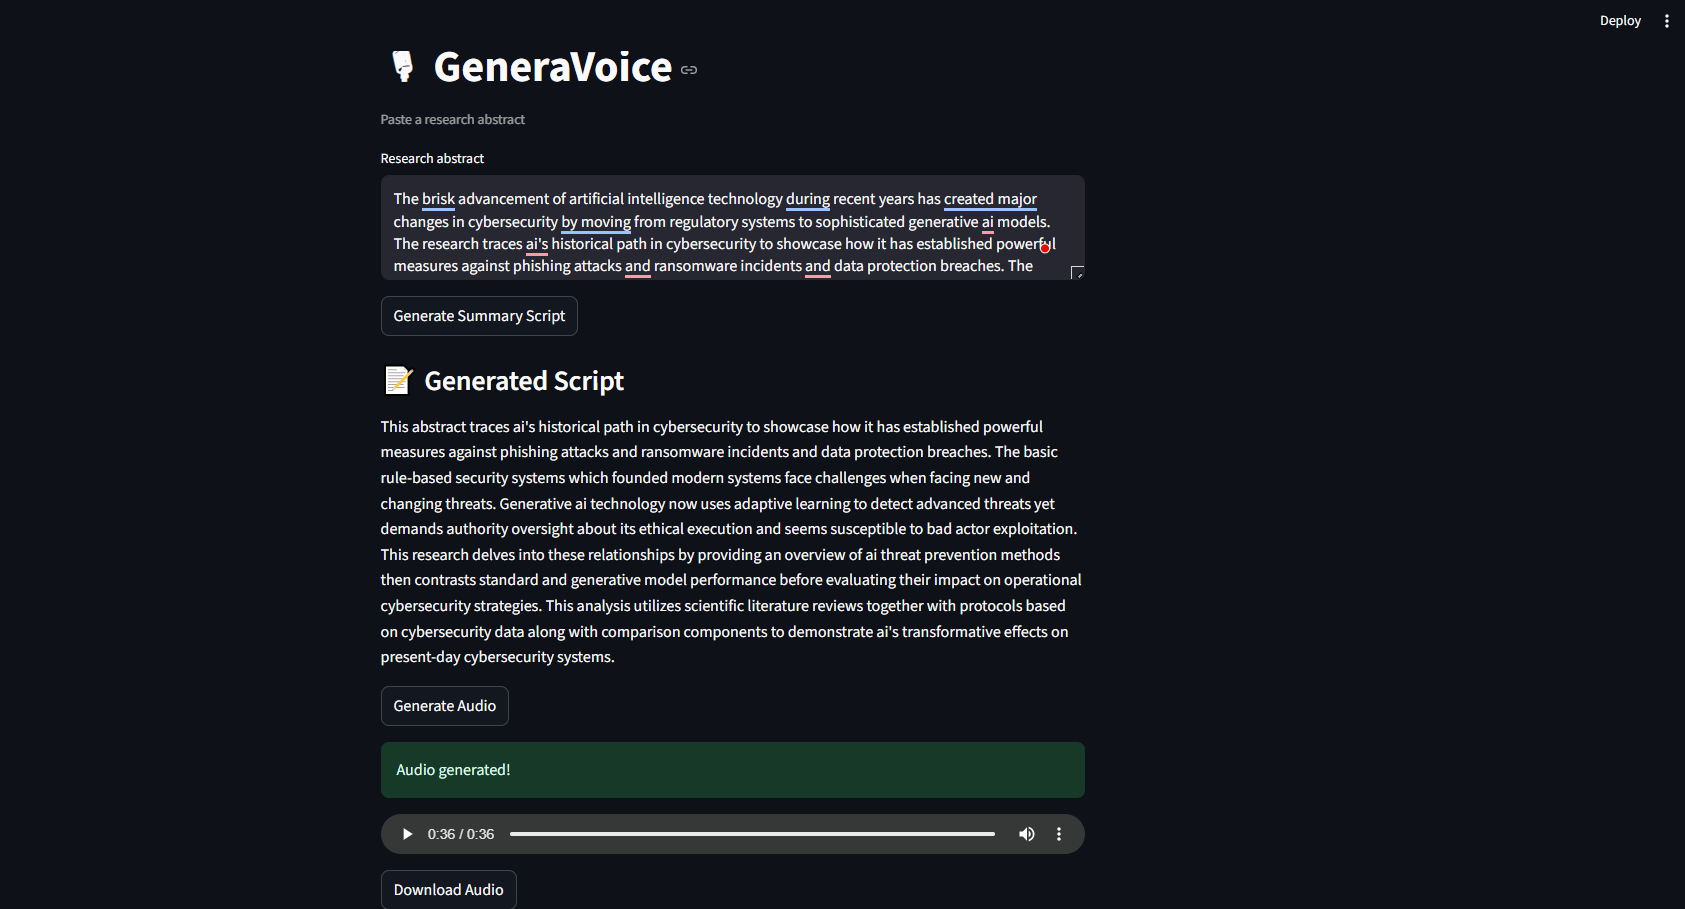 Deploy
GeneraVoice
Paste a research abstract
Research abstract
The brisk advancement of artificial intelligence technology during recent years has created major
changes in cybersecurity by moving from regulatory systems to sophisticated generative ai models.
The research traces ai's historical path in cybersecurity to showcase how it has established powerful
measures against phishing attacks and ransomware incidents and data protection breaches. The
Generate Summary Script
Generated Script
This abstract traces ai's historical path in cybersecurity to showcase how it has established powerful
measures against phishing attacks and ransomware incidents and data protection breaches. The basic
rule-based security systems which founded modern systems face challenges when facing new and
changing threats. Generative ai technology now uses adaptive learning to detect advanced threats yet
demands authority oversight about its ethical execution and seems susceptible to bad actor exploitation.
This research delves into these relationships by providing an overview of ai threat prevention methods
then contrasts standard and generative model performance before evaluating their impact on operational
cybersecurity strategies. This analysis utilizes scientific literature reviews together with protocols based
on cybersecurity data along with comparison components to demonstrate ai's transformative effects on
present-day cybersecurity systems.
Generate Audio
Audio generated!
0:36 / 0:36
Download Audio